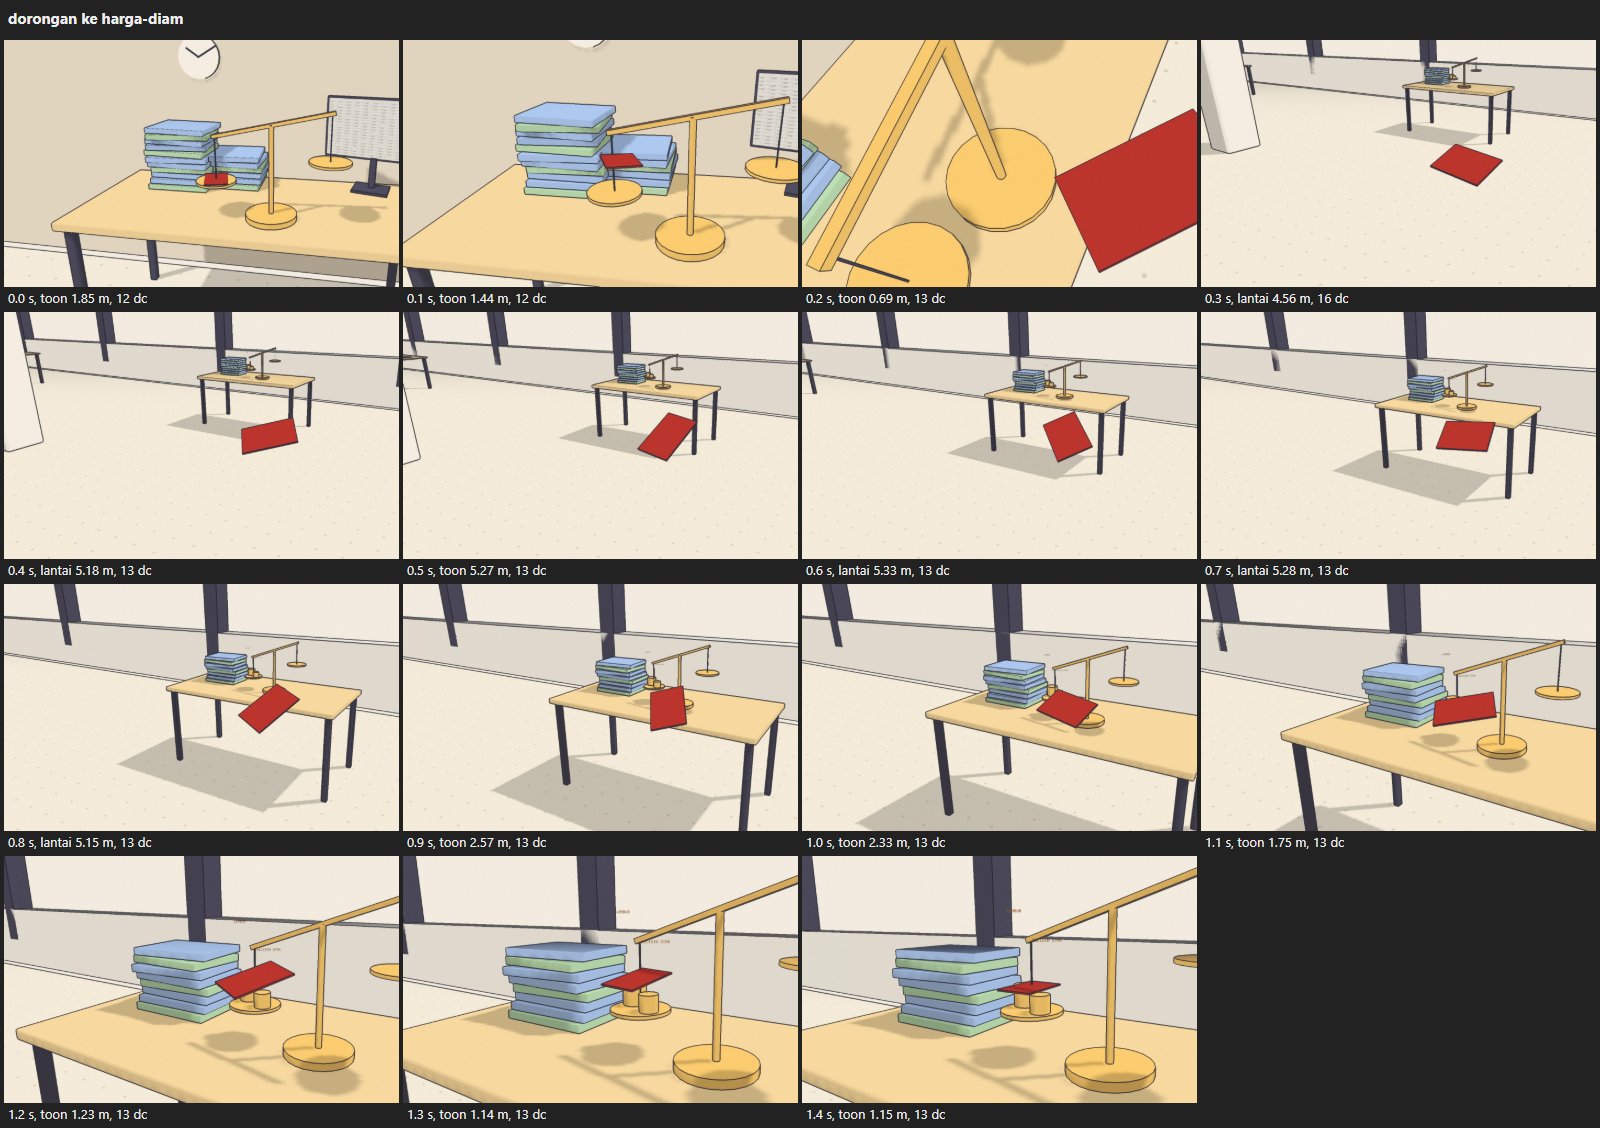 dorongan ke harga-diam
0.0 s, toon 1.85 m, 12 dc
0.1 s, toon 1.44 m, 12 dc
0.2 s, toon 0.69 m, 13 dc
0.3 s, lantai 4.56 m, 16 dc
0.4 s, lantai 5.18 m, 13 dc
0.5 s, toon 5.27 m, 13 dc
0.6 s, lantai 5.33 m, 13 dc
0.7 s, lantai 5.28 m, 13 dc
0.8 s, lantai 5.15 m, 13 dc
0.9 s, toon 2.57 m, 13 dc
1.0 s, toon 2.33 m, 13 dc
1.1 s, toon 1.75 m, 13 dc
1.2 s, toon 1.23 m, 13 dc
1.3 s, toon 1.14 m, 13 dc
1.4 s, toon 1.15 m, 13 dc